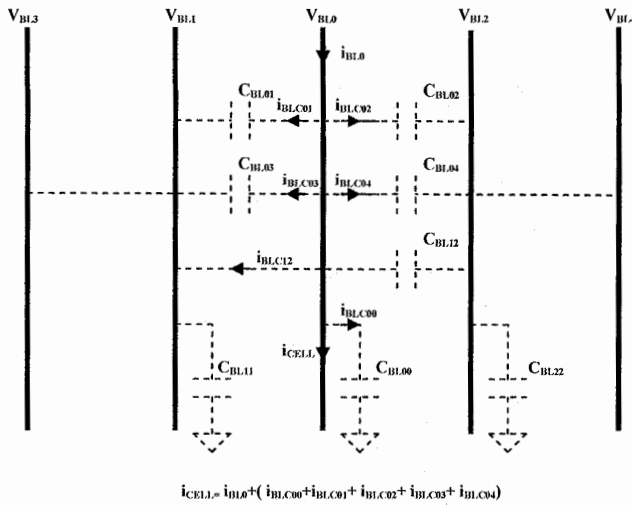 VBL3 VBL1 VBL0 VBL2 VBL
iBL0
CBL01 CBL02
iBLC01 iBLC02
CBL03 CBL04
iBLC03 iBLC04
CBL12
iBLC12
iBLC00
iCELL
CBL11 CBL00 CBL22
iCELL= iBL0+( iBLC00+iBLC01+ iBLC02+ iBLC03+ iBLC04)